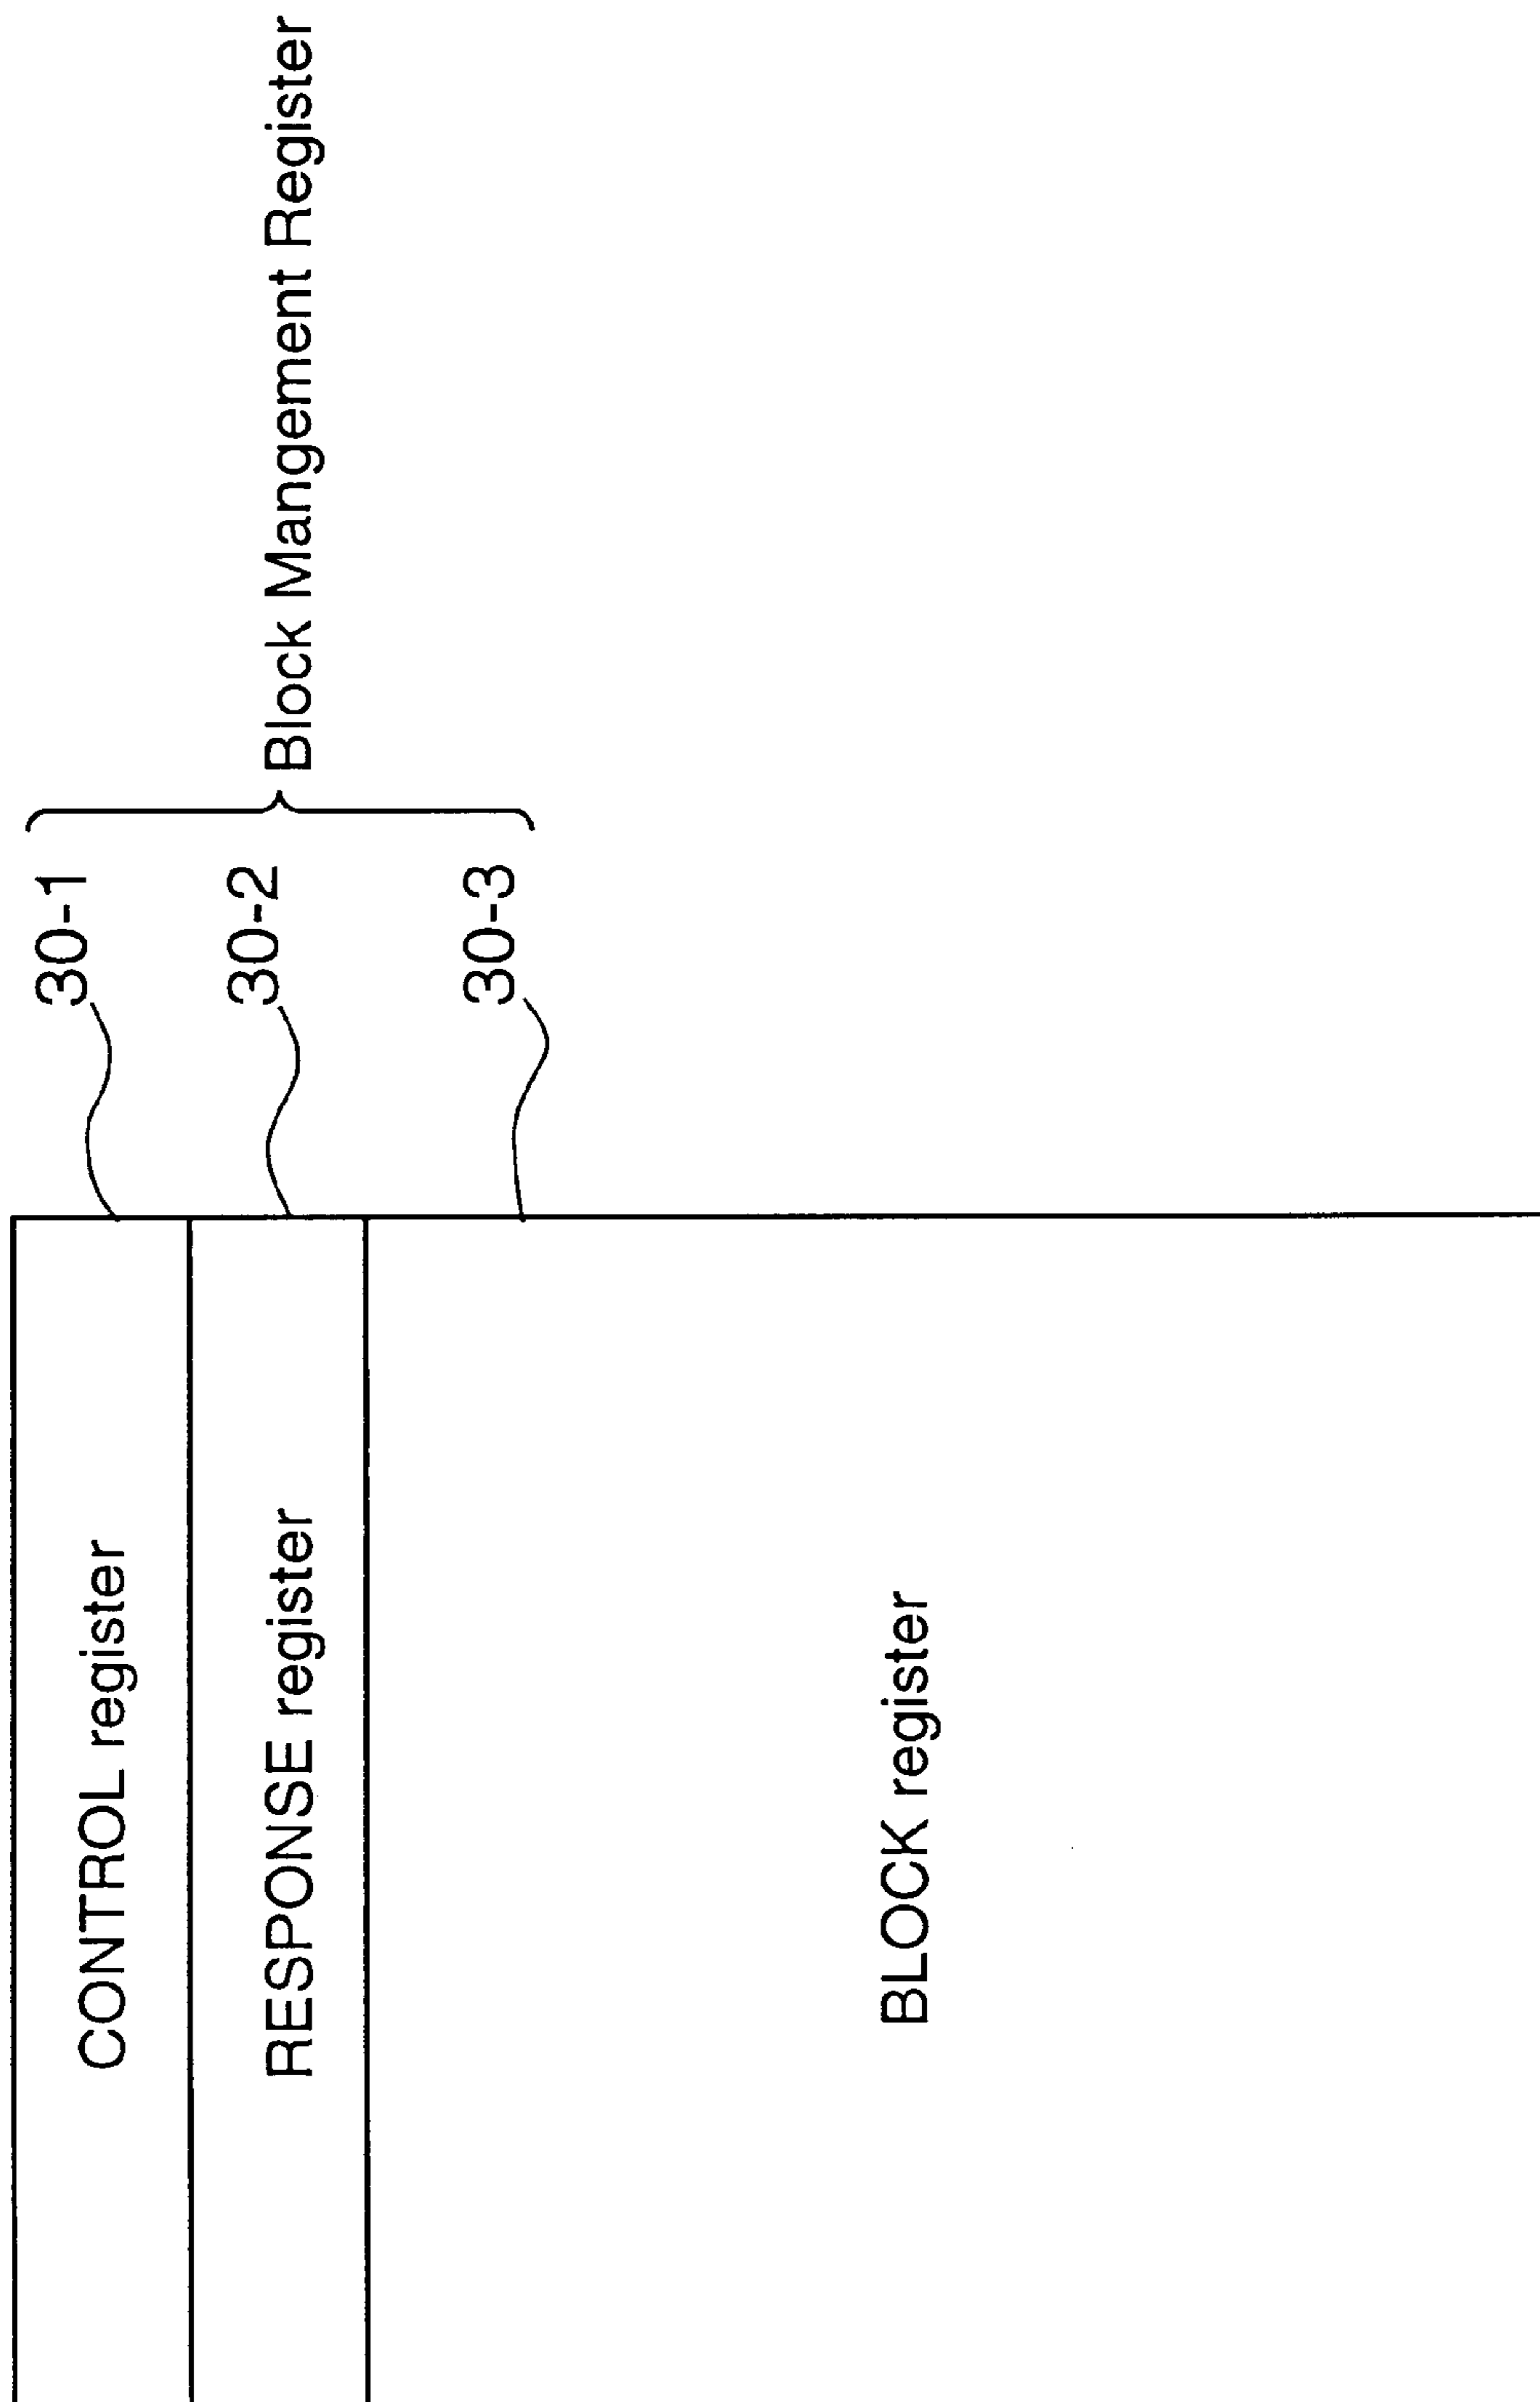 CONTROL register
RESPONSE register
BLOCK register
30-1
30-2
30-3
Block Mangement Register